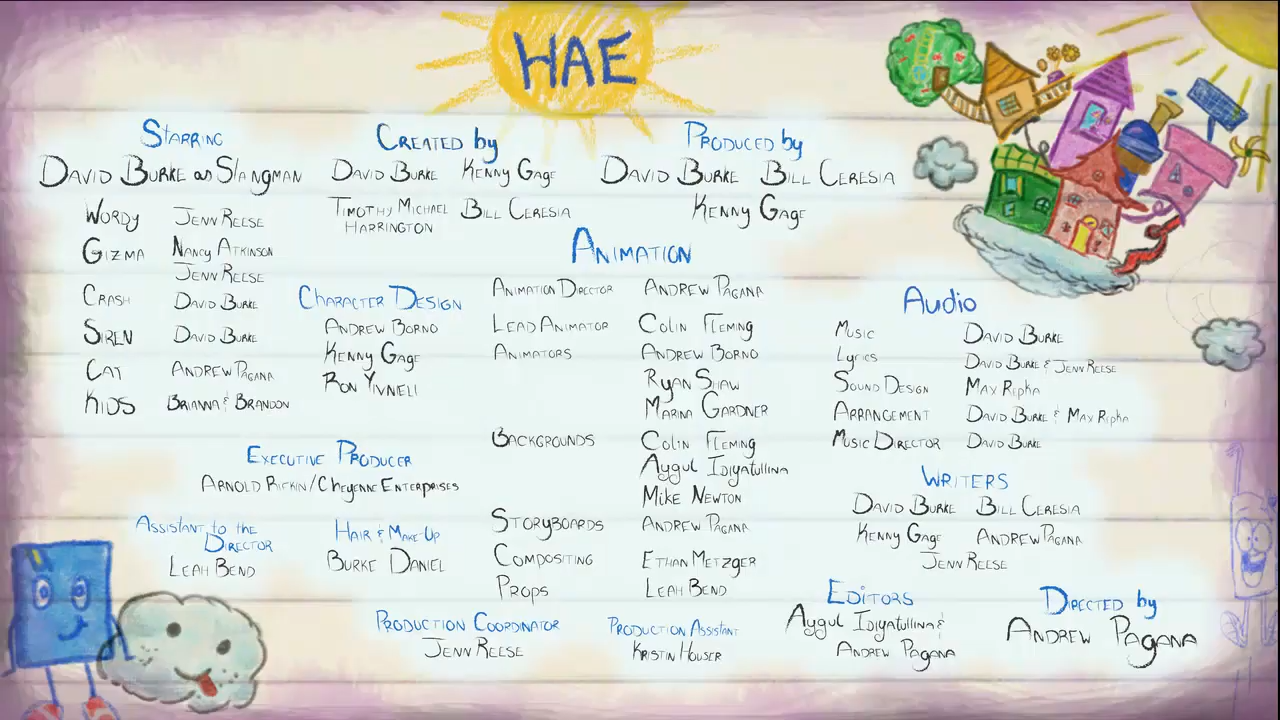 HAE
Starring
David Burke as Slangman
Wordy Jenn Reese
Gizma Nancy Atkinson
Jenn Reese
Crash David Burke
Siren David Burke
Cat Andrew Pagana
Kids Brianna & Brandon
Created by
David Burke Kenny Gage
Timothy Michael Harrington Bill Ceresia
Produced by
David Burke Bill Ceresia
Kenny Gage
Character Design
Andrew Borno
Kenny Gage
Ron Yavnieli
Animation
Animation Director Andrew Pagana
Lead Animator Colin Fleming
Animators Andrew Borno
Ryan Shaw
Marina Gardner
Backgrounds Colin Fleming
Aygul Idiyatullina
Mike Newton
Storyboards Andrew Pagana
Compositing Ethan Metzger
Props Leah Bend
Audio
Music David Burke
Lyrics David Burke & Jenn Reese
Sound Design Max Repka
Arrangement David Burke & Max Repka
Music Director David Burke
Executive Producer
Arnold Rifkin/Cheyenne Enterprises
Writers
David Burke Bill Ceresia
Kenny Gage Andrew Pagana
Jenn Reese
Assistant to the
Director
Leah Bend
Hair & Make-Up
Burke Daniel
Production Coordinator
Jenn Reese
Production Assistant
Kristin Houser
Editors
Aygul Idiyatullina &
Andrew Pagana
Directed by
Andrew Pagana